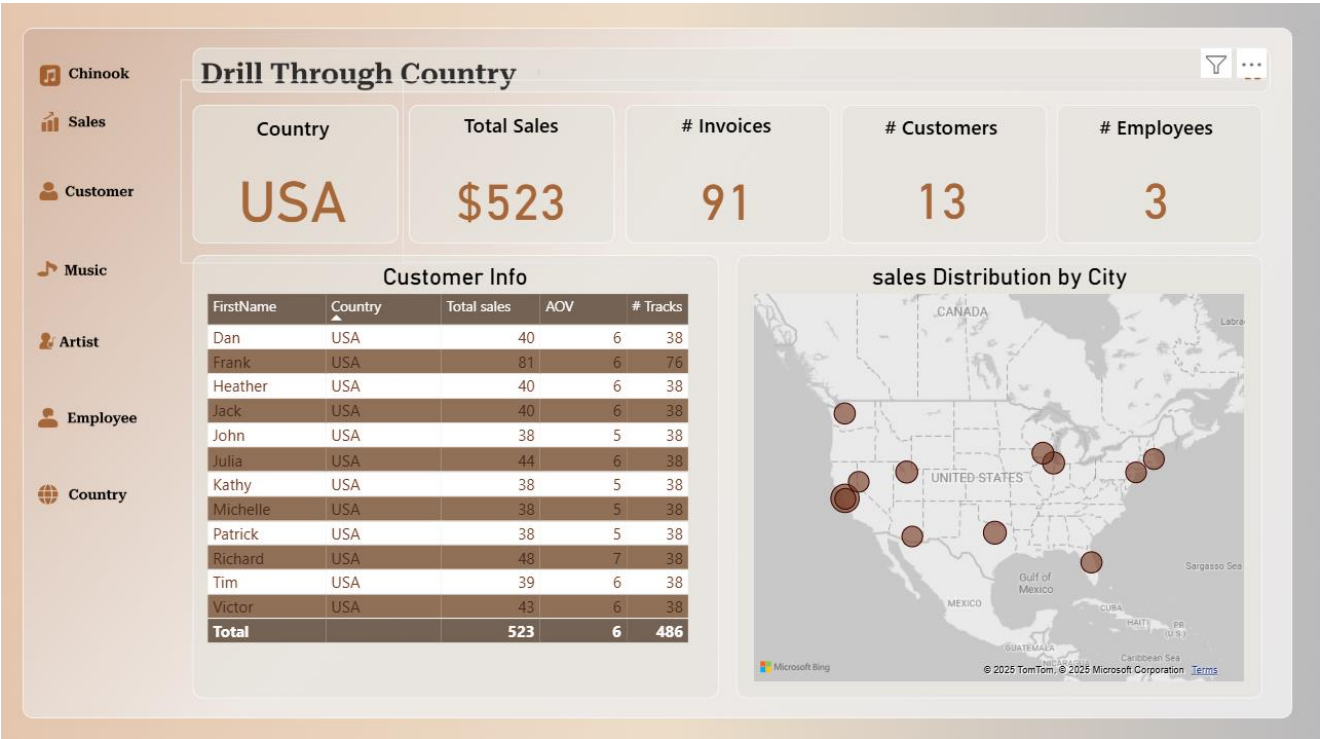 Chinook
Sales
Customer
Music
Artist
Employee
Country
Drill Through Country
Country
USA
Total Sales
$523
# Invoices
91
# Customers
13
# Employees
3
Customer Info
FirstName Country Total sales AOV # Tracks
Dan USA 40 6 38
Frank USA 81 6 76
Heather USA 40 6 38
Jack USA 40 6 38
John USA 38 5 38
Julia USA 44 6 38
Kathy USA 38 5 38
Michelle USA 38 5 38
Patrick USA 38 5 38
Richard USA 48 7 38
Tim USA 39 6 38
Victor USA 43 6 38
Total 523 6 486
sales Distribution by City
CANADA
Labra
UNITED STATES
Sargasso Sea
Gulf of
Mexico
MEXICO
CUBA
HAITI
PR
(U.S.)
GUATEMALA
Caribbean Sea
NICARAGUA
Microsoft Bing
© 2025 TomTom, © 2025 Microsoft Corporation Terms